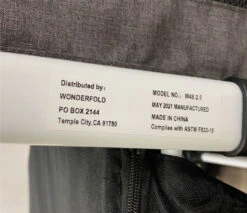 Distributed by:
WONDERFOLD
PO BOX 2144
Temple City, CA 91780
MODEL NO.: W4S 2.0
MAY 2021 MANUFACTURED
MADE IN CHINA
Complies with ASTM F833-15